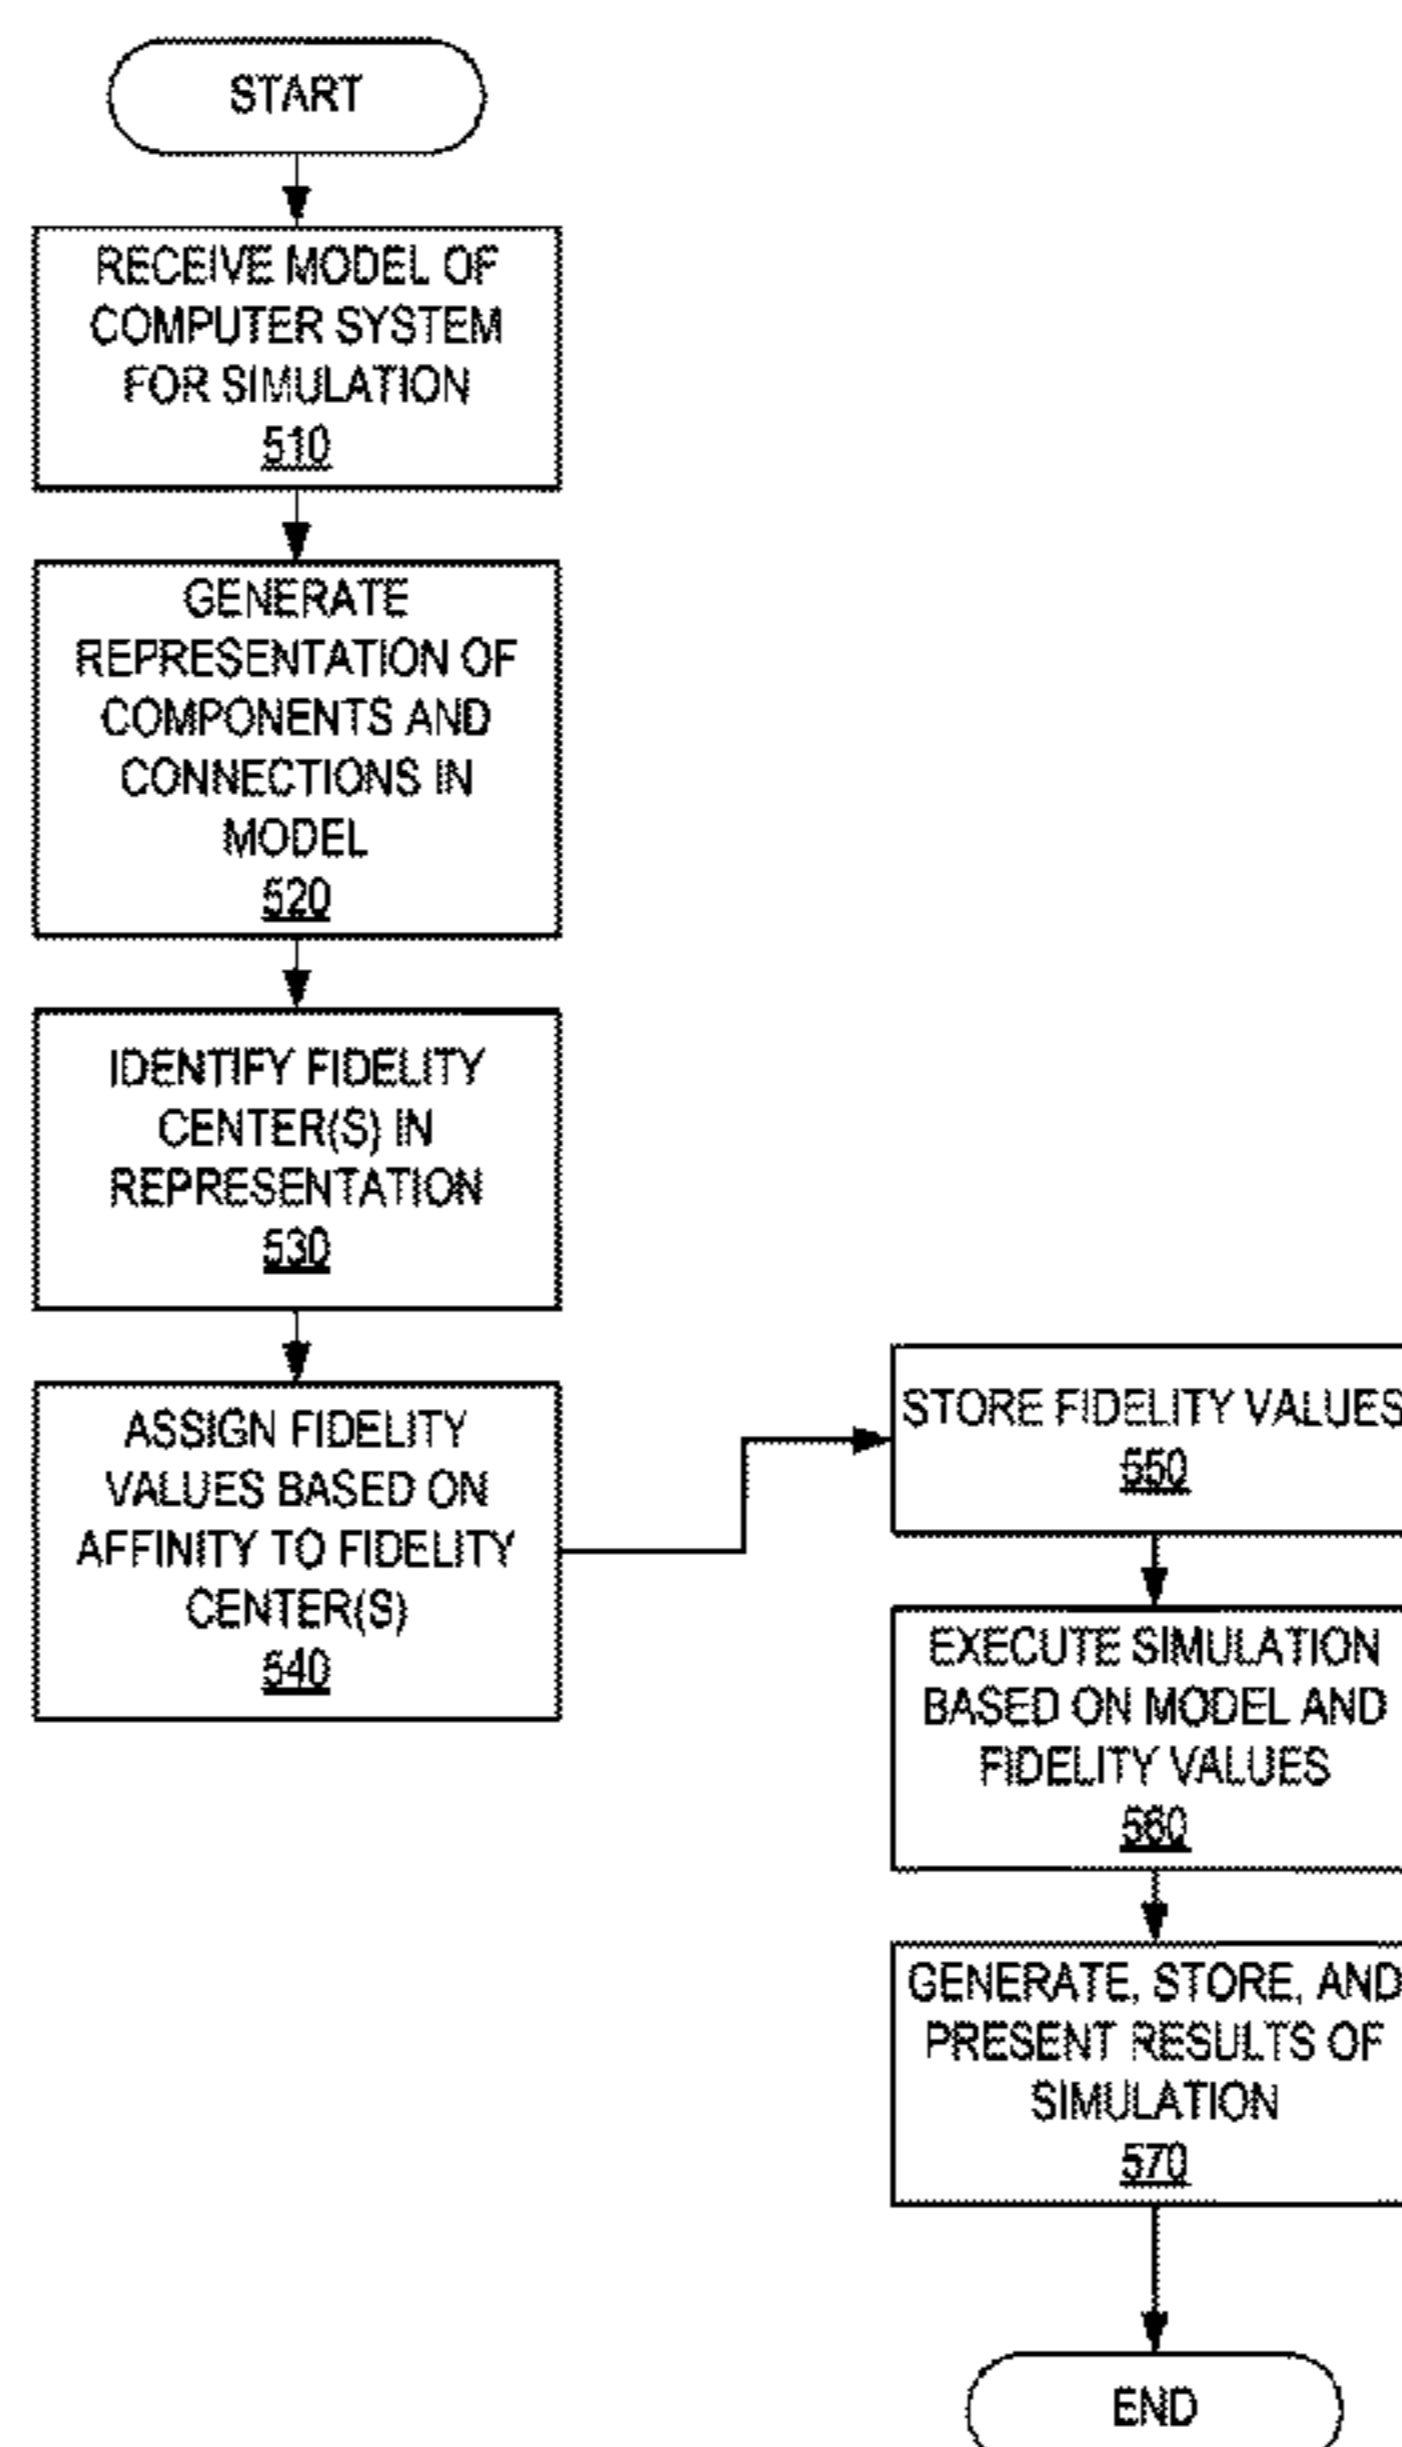 START
RECEIVE MODEL OF
COMPUTER SYSTEM
FOR SIMULATION
510
GENERATE
REPRESENTATION OF
COMPONENTS AND
CONNECTIONS IN
MODEL
520
IDENTIFY FIDELITY
CENTER(S) IN
REPRESENTATION
530
ASSIGN FIDELITY
VALUES BASED ON
AFFINITY TO FIDELITY
CENTER(S)
540
STORE FIDELITY VALUES
550
EXECUTE SIMULATION
BASED ON MODEL AND
FIDELITY VALUES
560
GENERATE, STORE, AND
PRESENT RESULTS OF
SIMULATION
570
END